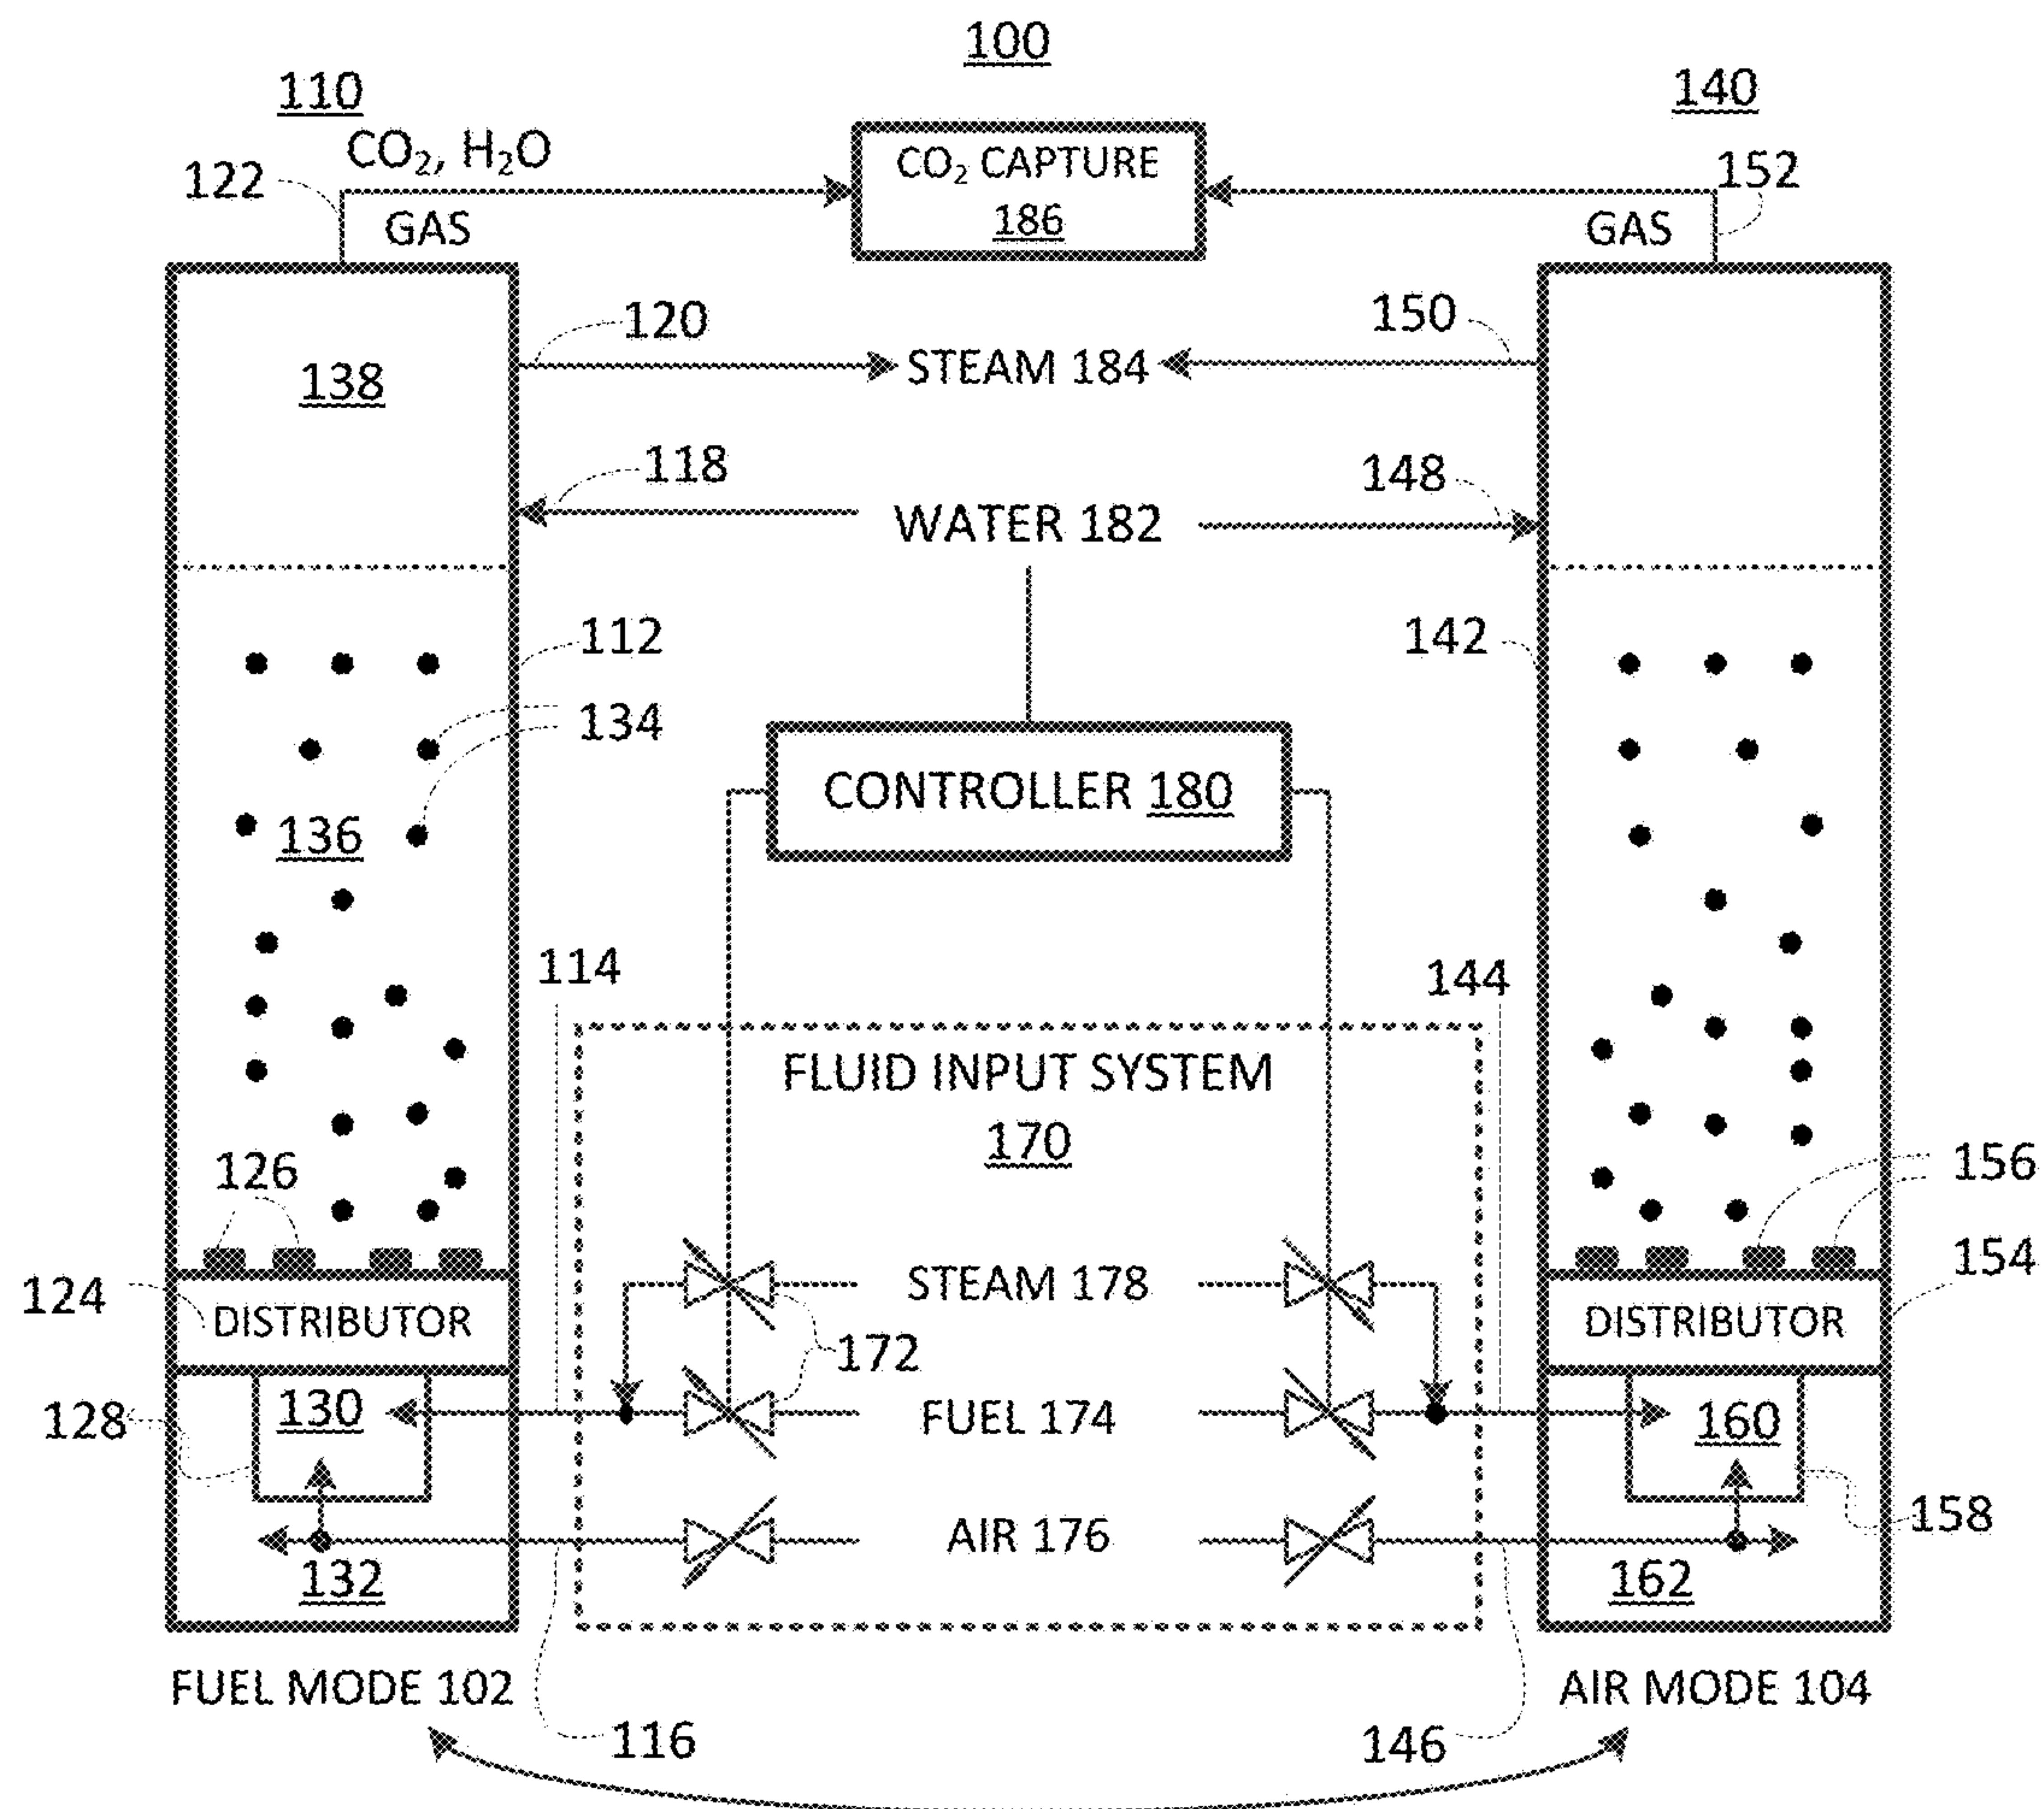 100
110
140
CO₂, H₂O
CO₂ CAPTURE
186
122
152
GAS
GAS
120
150
STEAM 184
138
118
148
WATER 182
112
142
134
CONTROLLER 180
136
114
144
FLUID INPUT SYSTEM
170
126
156
124
154
STEAM 178
DISTRIBUTOR
DISTRIBUTOR
172
130
FUEL 174
160
128
158
AIR 176
132
162
FUEL MODE 102
AIR MODE 104
116
146